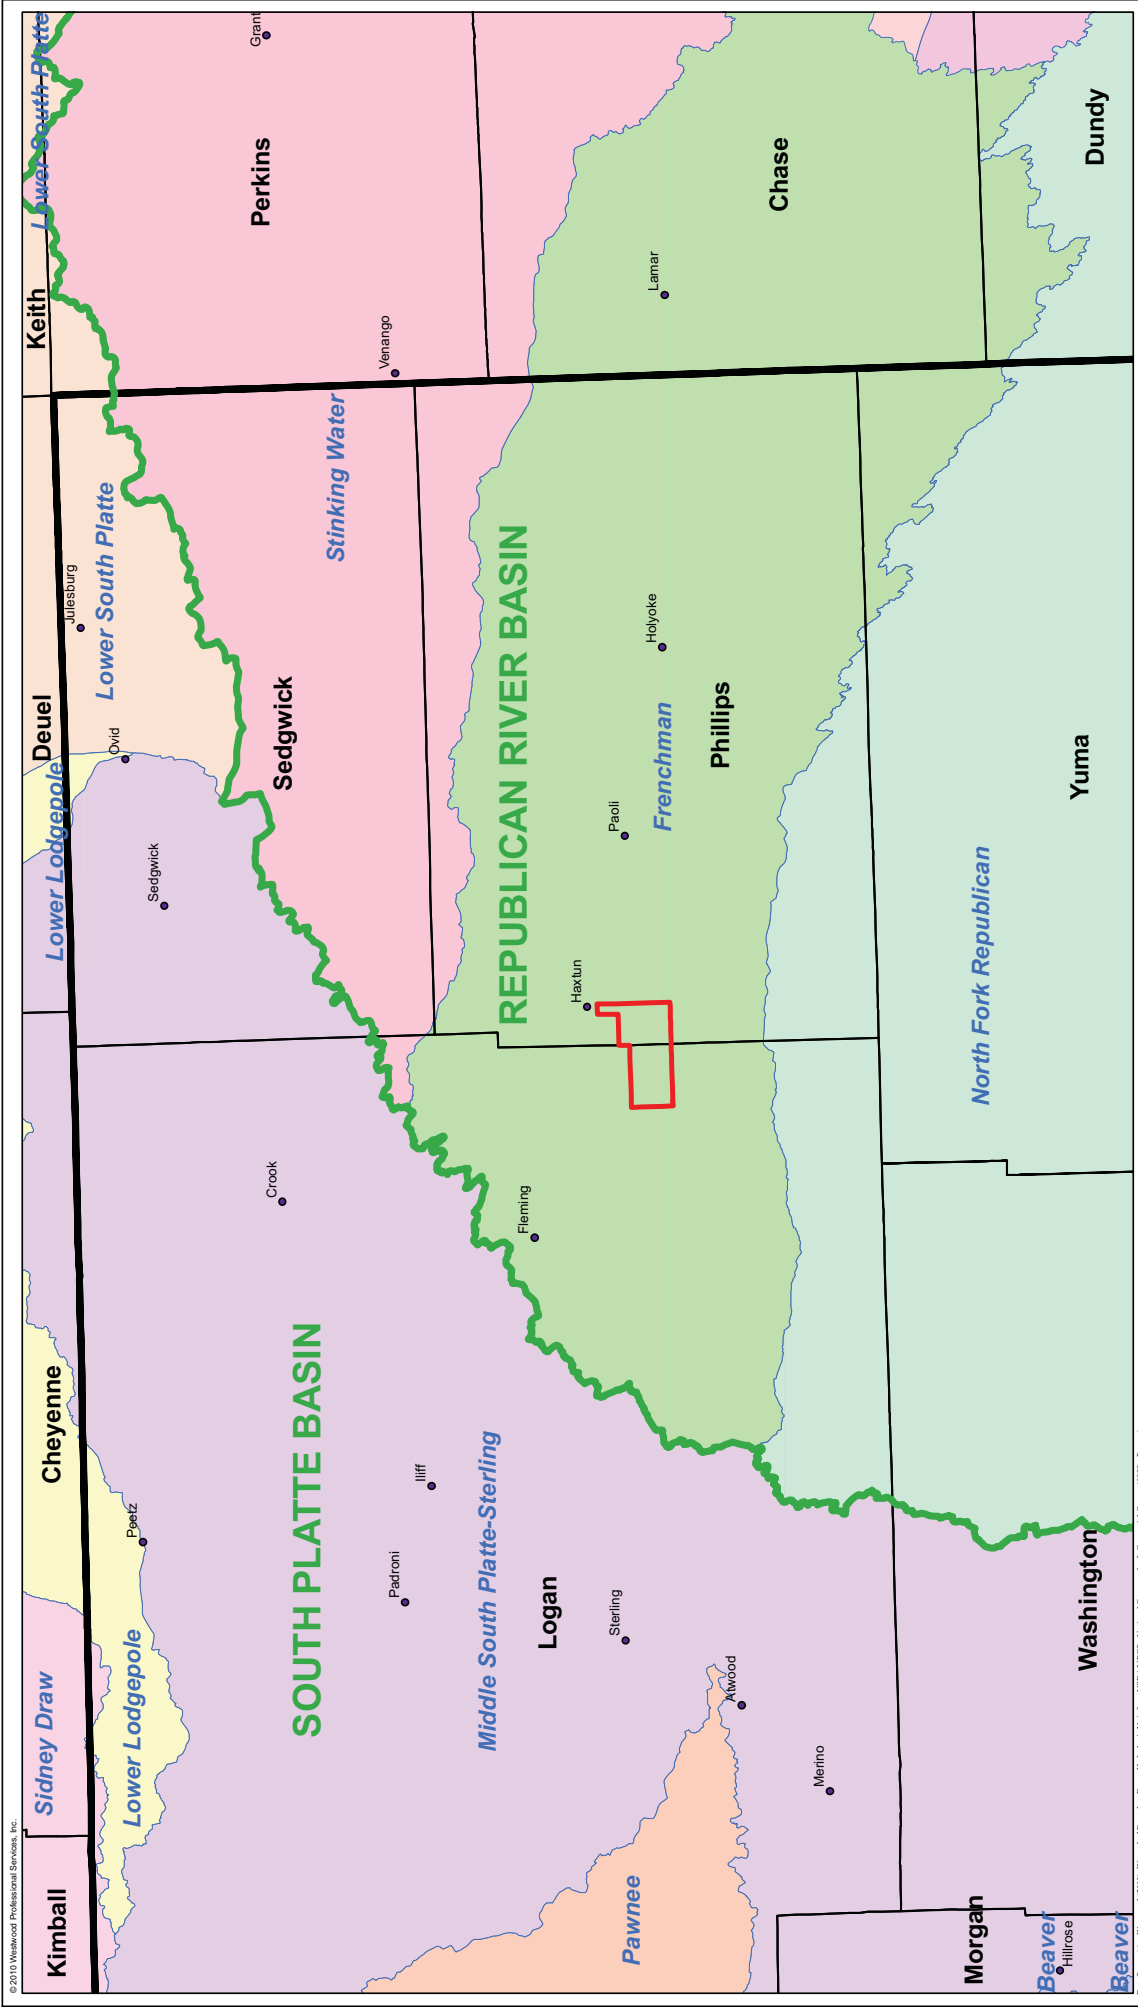 ©2010 Westwood Professional Services, Inc.
Kimball
Sidney Draw
Lower Lodgepole
Peetz
Cheyenne
Lower Lodgepole
Deuel
Ovid
Julesburg
Lower South Platte
Keith
Lower South Platte
Grant
Perkins
Venango
Stinking Water
Sedgwick
Sedgwick
Crook
SOUTH PLATTE BASIN
Iliff
Padroni
Middle South Platte-Sterling
Logan
Sterling
Fleming
REPUBLICAN RIVER BASIN
Haxtun
Paoli
Frenchman
Holyoke
Phillips
Lamar
Chase
Dundy
Atwood
Merino
Pawnee
North Fork Republican
Yuma
Washington
Morgan
Beaver
Hillrose
Beaver